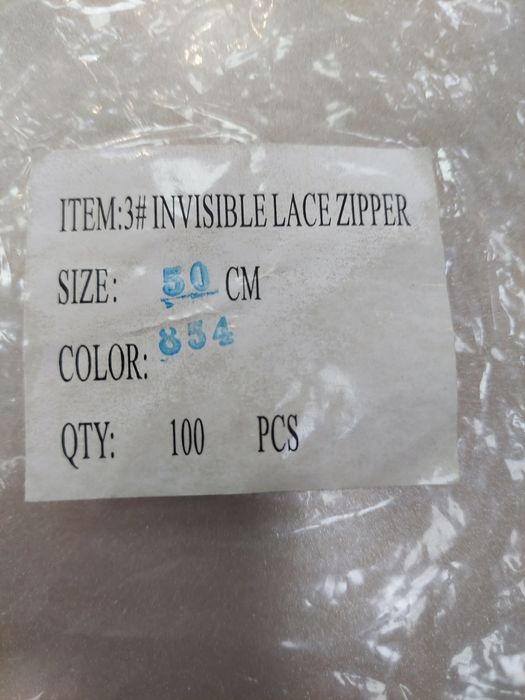 ITEM:3# INVISIBLE LACE ZIPPER
SIZE: 50 CM
COLOR: 854
QTY: 100 PCS